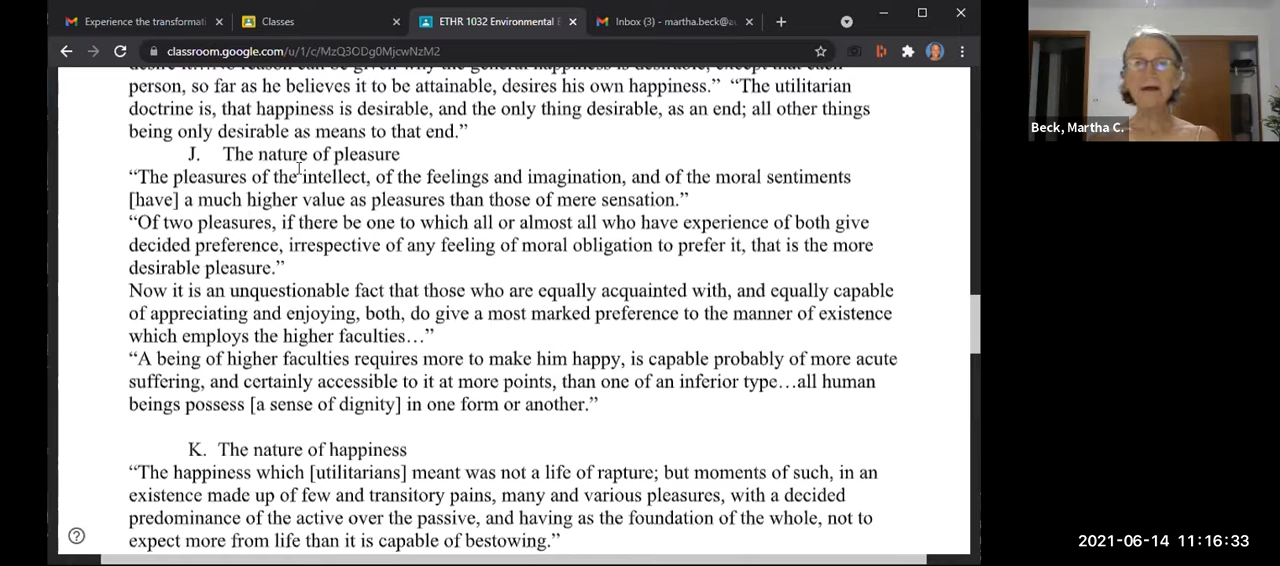 Experience the transformati
Classes
ETHR 1032 Environmental E
Inbox (3) - martha.beck@a
classroom.google.com/u/1/c/MzQ3ODg0MjcwNzM2
person, so far as he believes it to be attainable, desires his own happiness.” “The utilitarian
doctrine is, that happiness is desirable, and the only thing desirable, as an end; all other things
being only desirable as means to that end.”
J. The nature of pleasure
“The pleasures of the intellect, of the feelings and imagination, and of the moral sentiments
[have] a much higher value as pleasures than those of mere sensation.”
“Of two pleasures, if there be one to which all or almost all who have experience of both give
decided preference, irrespective of any feeling of moral obligation to prefer it, that is the more
desirable pleasure.”
Now it is an unquestionable fact that those who are equally acquainted with, and equally capable
of appreciating and enjoying, both, do give a most marked preference to the manner of existence
which employs the higher faculties…”
“A being of higher faculties requires more to make him happy, is capable probably of more acute
suffering, and certainly accessible to it at more points, than one of an inferior type…all human
beings possess [a sense of dignity] in one form or another.”
K. The nature of happiness
“The happiness which [utilitarians] meant was not a life of rapture; but moments of such, in an
existence made up of few and transitory pains, many and various pleasures, with a decided
predominance of the active over the passive, and having as the foundation of the whole, not to
expect more from life than it is capable of bestowing.”
Beck, Martha C.
2021-06-14 11:16:33